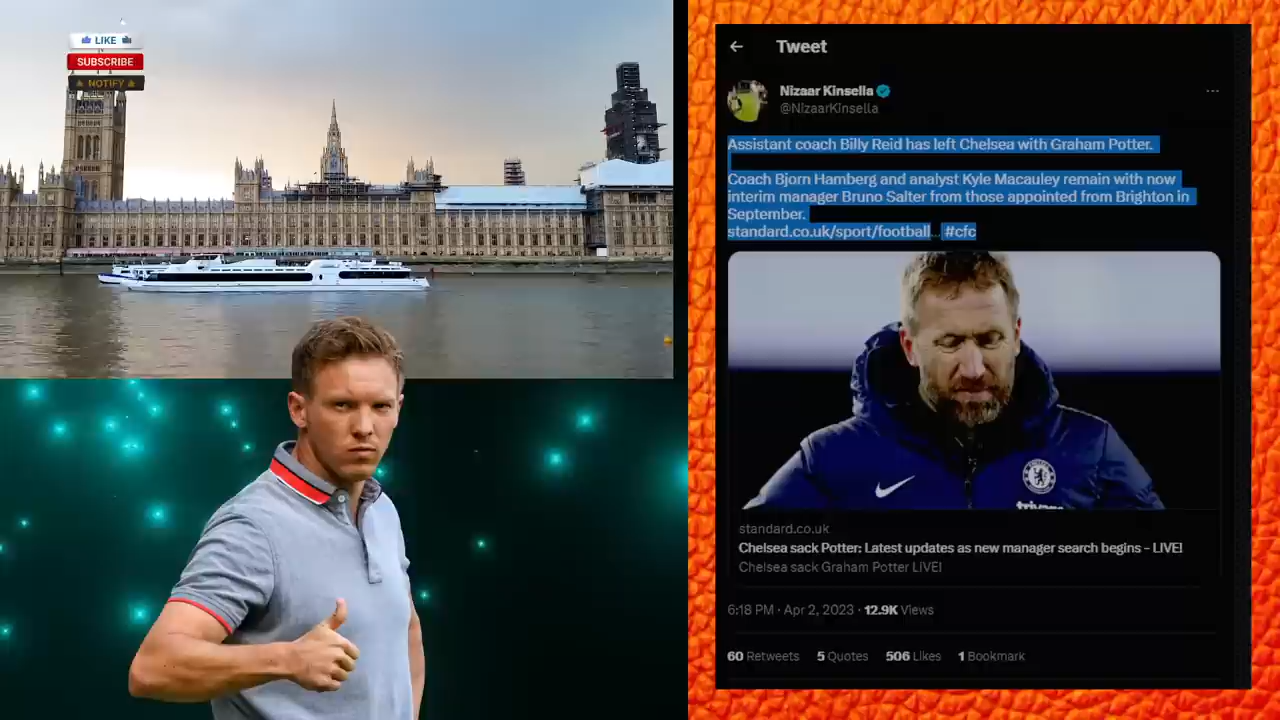 LIKE
SUBSCRIBE
NOTIFY
Tweet
Nizaar Kinsella
@NizaarKinsella
Assistant coach Billy Reid has left Chelsea with Graham Potter.
Coach Bjorn Hamberg and analyst Kyle Macauley remain with now
interim manager Bruno Salter from those appointed from Brighton in
September.
standard.co.uk/sport/football… #cfc
trivago
standard.co.uk
Chelsea sack Potter: Latest updates as new manager search begins – LIVE!
Chelsea sack Graham Potter LIVE!
6:18 PM · Apr 2, 2023 · 12.9K Views
60 Retweets 5 Quotes 506 Likes 1 Bookmark